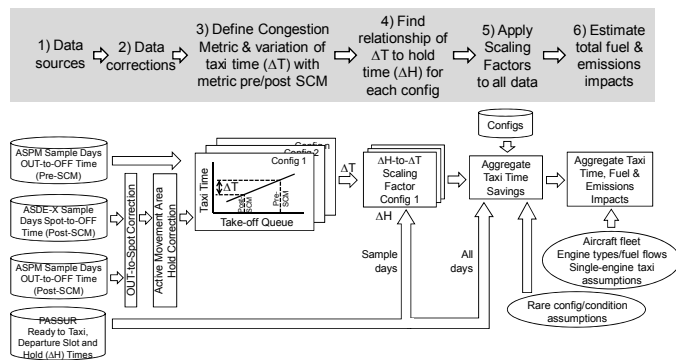 1) Data
sources
2) Data
corrections
3) Define Congestion
Metric & variation of
taxi time (ΔT) with
metric pre/post SCM
4) Find
relationship of
ΔT to hold
time (ΔH) for
each config
5) Apply
Scaling
Factors
to all data
6) Estimate
total fuel &
emissions
impacts
ASPM Sample Days
OUT-to-OFF Time
(Pre-SCM)
ASDE-X Sample
Days Spot-to-OFF
Time (Post-SCM)
ASPM Sample Days
OUT-to-OFF Time
(Post-SCM)
PASSUR
Ready to Taxi,
Departure Slot
and Hold (ΔH) Times
OUT-to-Spot Correction
Active Movement Area
Hold Correction
Config 1
Taxi Time
ΔT
Post-
SCM
Pre-
SCM
Take-off Queue
ΔT
ΔH-to-ΔT
Scaling
Factor
Config 1
ΔH
Sample
days
All
days
Configs
Aggregate
Taxi Time
Savings
Aggregate Taxi
Time, Fuel &
Emissions
Impacts
Aircraft fleet
Engine types/fuel flows
Single-engine taxi
assumptions
Rare config/condition
assumptions